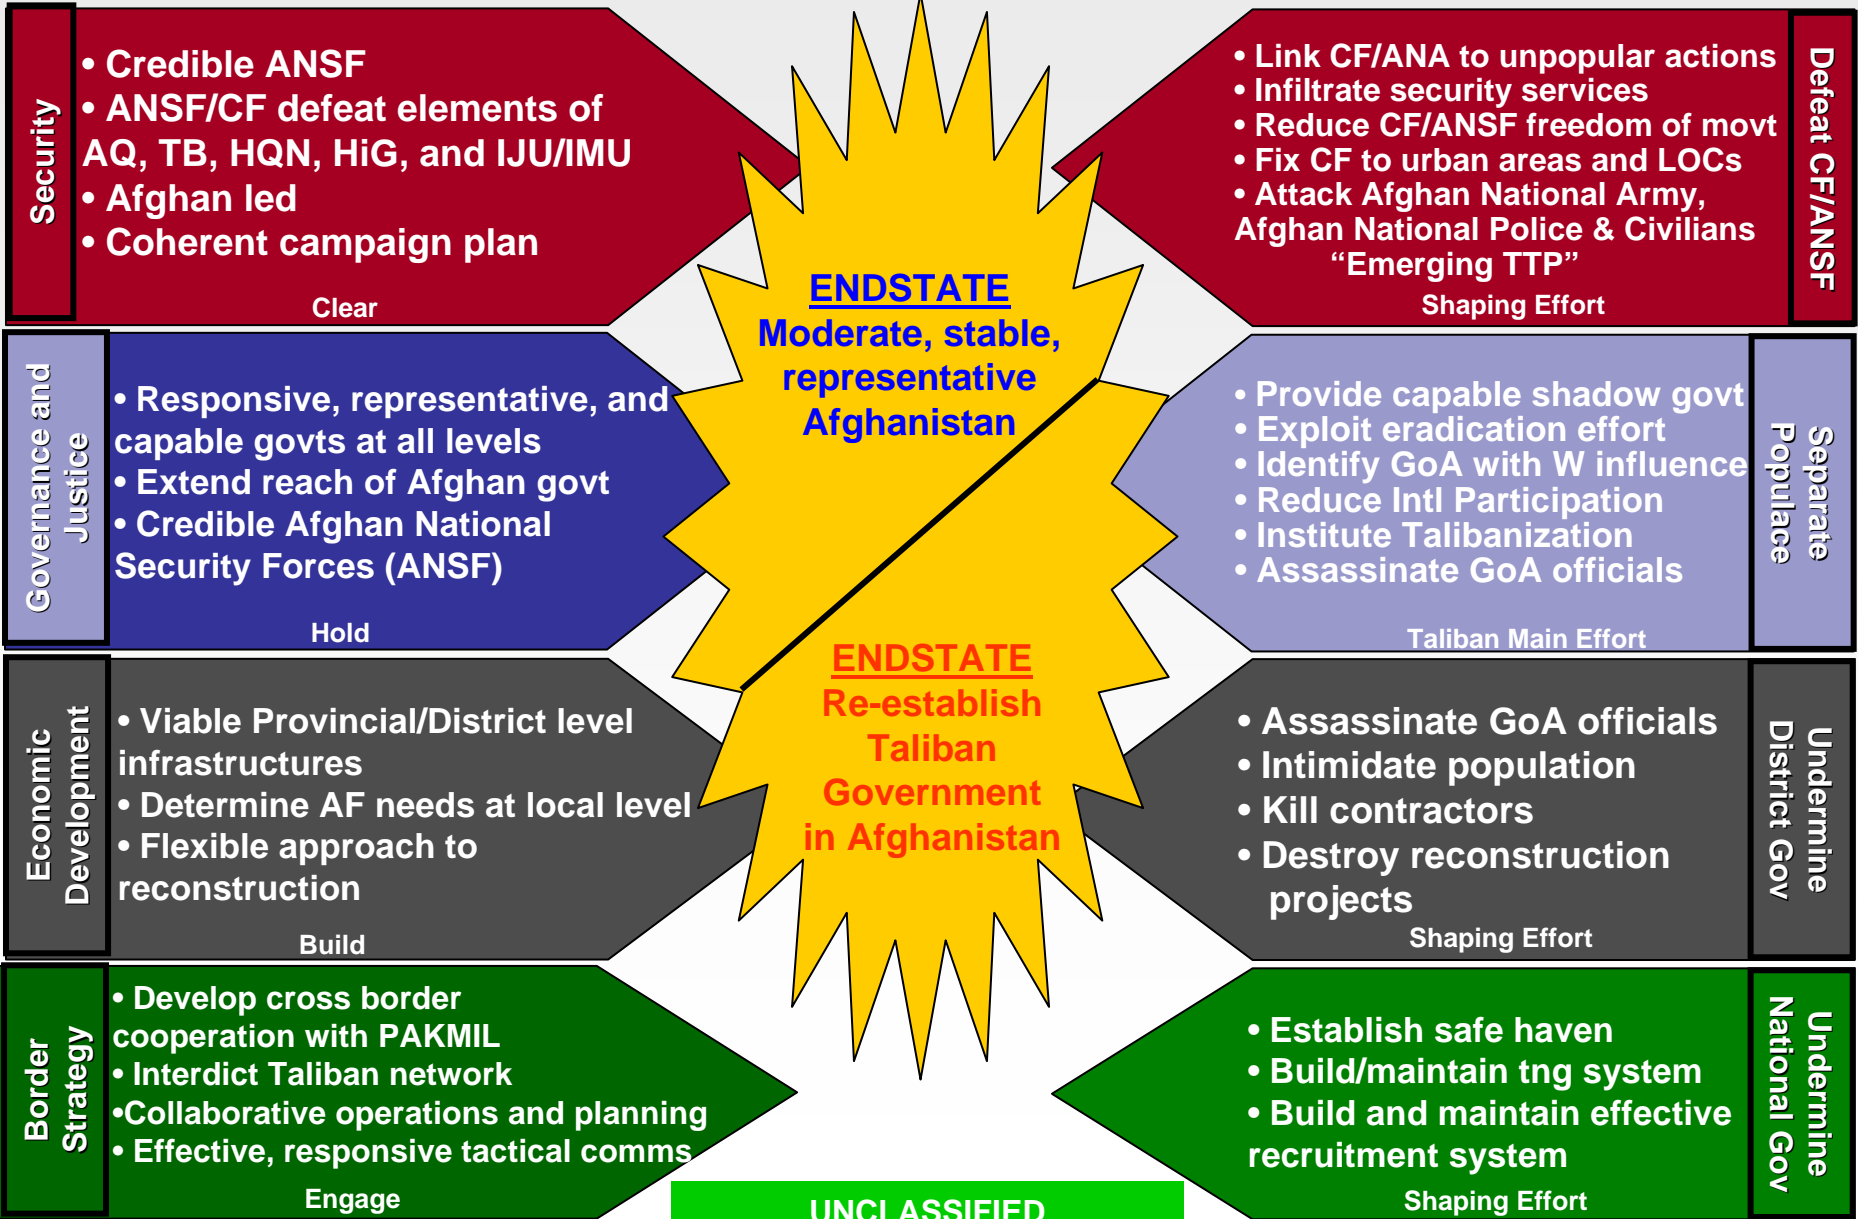 Security
• Credible ANSF
• ANSF/CF defeat elements of
AQ, TB, HQN, HiG, and IJU/IMU
• Afghan led
• Coherent campaign plan
Clear
Governance and
Justice
• Responsive, representative, and
capable govts at all levels
• Extend reach of Afghan govt
• Credible Afghan National
Security Forces (ANSF)
Hold
Economic
Development
• Viable Provincial/District level
infrastructures
• Determine AF needs at local level
• Flexible approach to
reconstruction
Build
Border
Strategy
• Develop cross border
cooperation with PAKMIL
• Interdict Taliban network
•Collaborative operations and planning
• Effective, responsive tactical comms
Engage
ENDSTATE
Moderate, stable,
representative
Afghanistan
ENDSTATE
Re-establish
Taliban
Government
in Afghanistan
• Link CF/ANA to unpopular actions
• Infiltrate security services
• Reduce CF/ANSF freedom of movt
• Fix CF to urban areas and LOCs
• Attack Afghan National Army,
Afghan National Police & Civilians
“Emerging TTP”
Shaping Effort
Defeat CF/ANSF
• Provide capable shadow govt
• Exploit eradication effort
• Identify GoA with W influence
• Reduce Intl Participation
• Institute Talibanization
• Assassinate GoA officials
Taliban Main Effort
Separate
Populace
• Assassinate GoA officials
• Intimidate population
• Kill contractors
• Destroy reconstruction
projects
Shaping Effort
Undermine
District Gov
• Establish safe haven
• Build/maintain tng system
• Build and maintain effective
recruitment system
Shaping Effort
Undermine
National Gov
UNCLASSIFIED